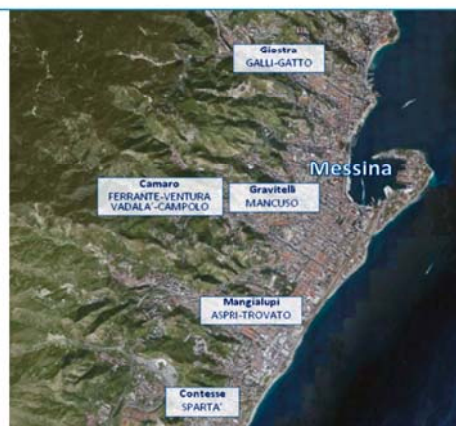 Giostra
GALLI-GATTO
Messina
Camaro
FERRANTE-VENTURA
VADALA'-CAMPOLO
Gravitelli
MANCUSO
Mangialupi
ASPRI-TROVATO
Contesse
SPARTA'